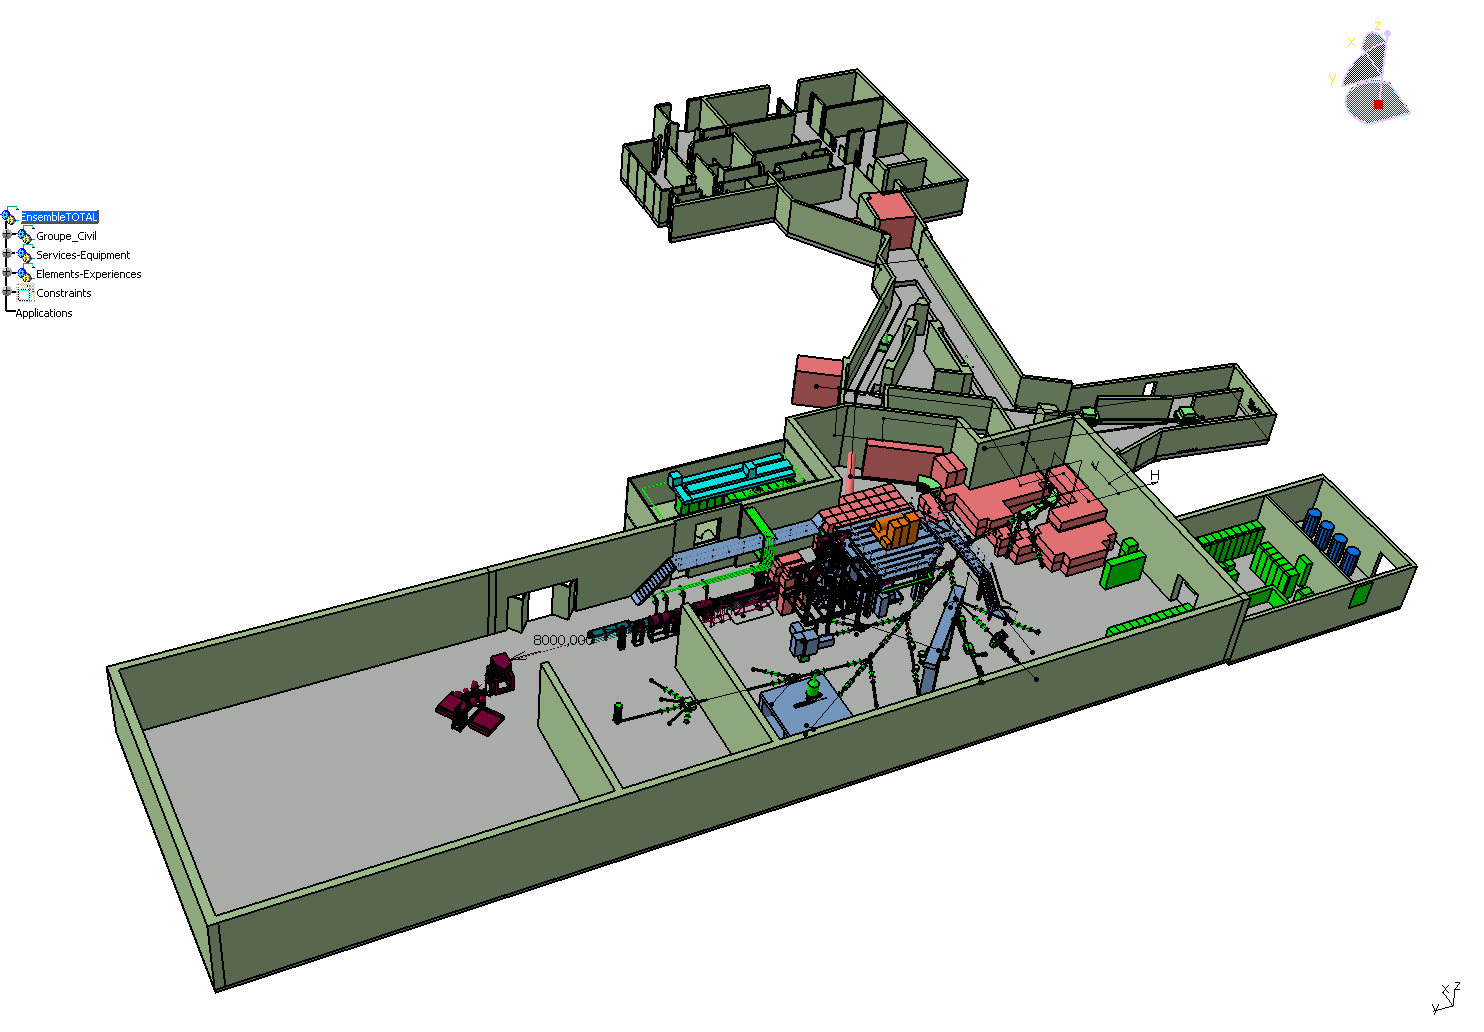 z
x
y
EnsembleTOTAL
Groupe_Civil
Services-Equipment
Elements-Experiences
Constraints
Applications
V
H
8000,000
x z
y